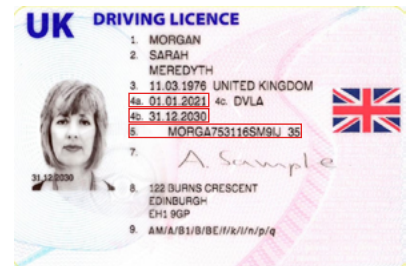 UK DRIVING LICENCE
1. MORGAN
2. SARAH
MEREDYTH
3. 11.03.1976 UNITED KINGDOM
4a. 01.01.2021 4c. DVLA
4b. 31.12.2030
5. MORGA753116SM9IJ 35
7. A. Sample
31.12.2030
8. 122 BURNS CRESCENT
EDINBURGH
EH1 9GP
9. AM/A/B1/B/BE/f/k/l/n/p/q